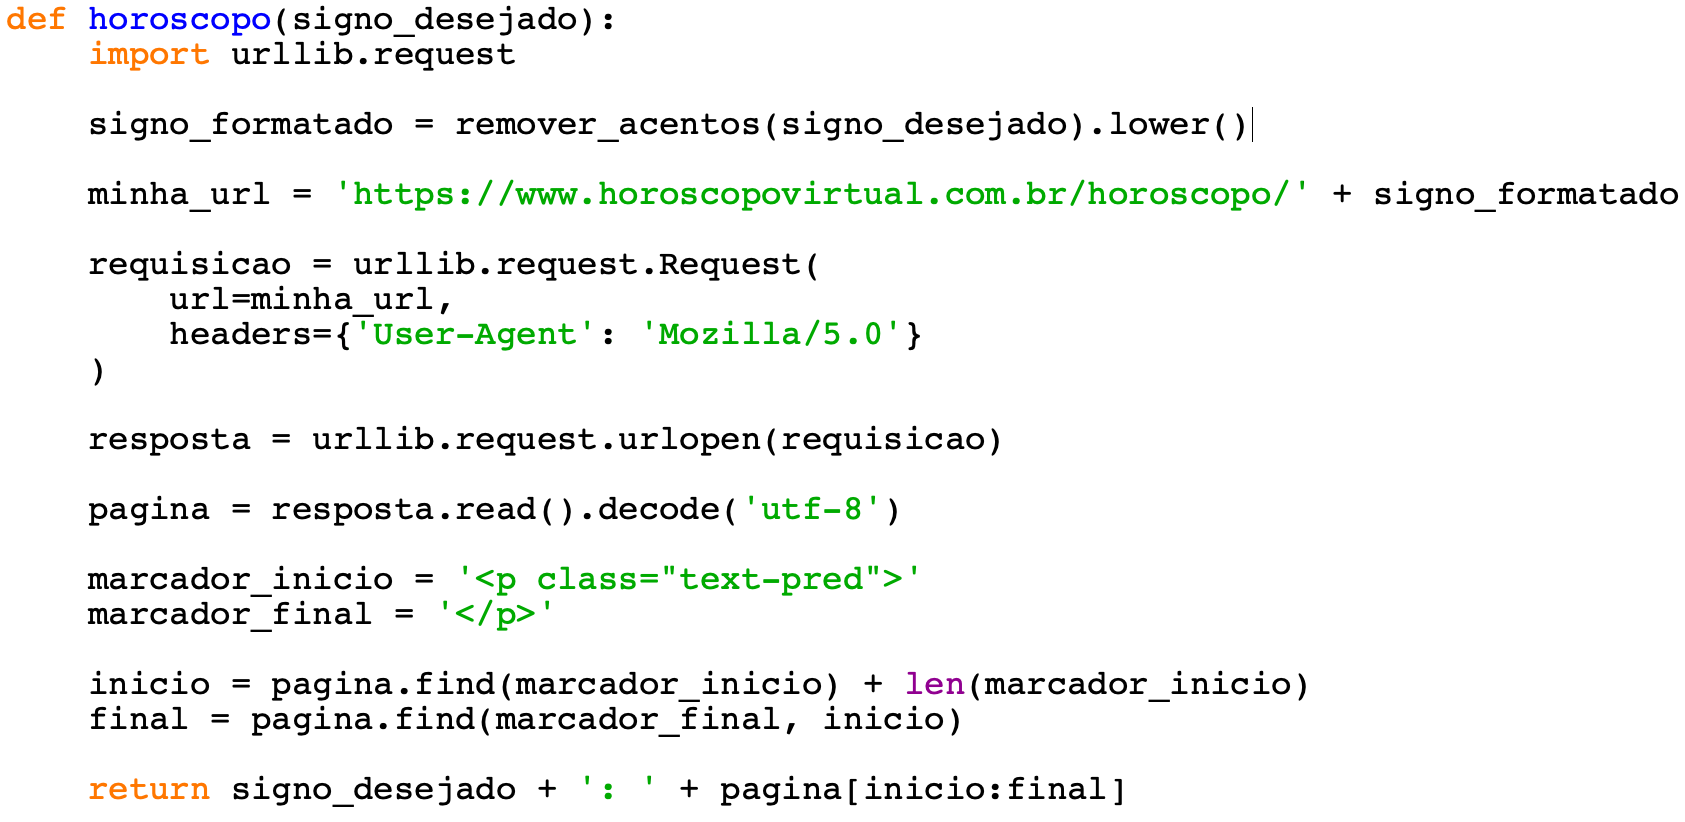 def horoscopo(signo_desejado):
    import urllib.request

    signo_formatado = remover_acentos(signo_desejado).lower()

    minha_url = 'https://www.horoscopovirtual.com.br/horoscopo/' + signo_formatado

    requisicao = urllib.request.Request(
        url=minha_url,
        headers={'User-Agent': 'Mozilla/5.0'}
    )

    resposta = urllib.request.urlopen(requisicao)

    pagina = resposta.read().decode('utf-8')

    marcador_inicio = '<p class="text-pred">'
    marcador_final = '</p>'

    inicio = pagina.find(marcador_inicio) + len(marcador_inicio)
    final = pagina.find(marcador_final, inicio)

    return signo_desejado + ': ' + pagina[inicio:final]